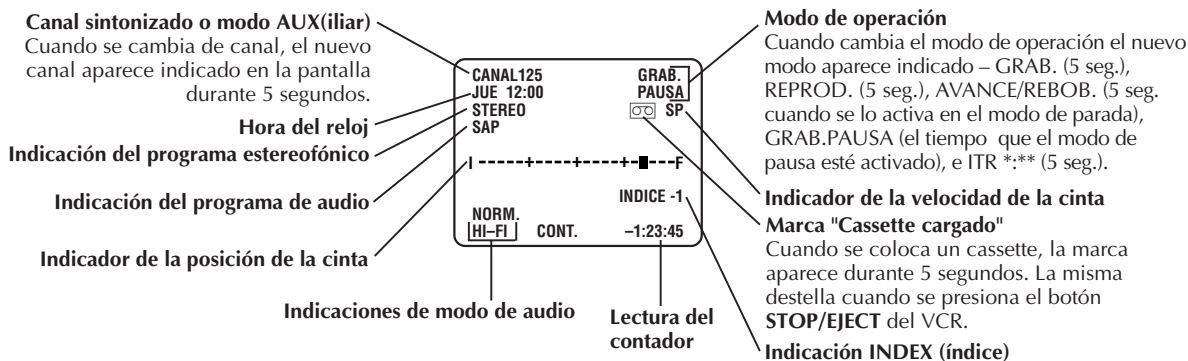 Canal sintonizado o modo AUX(iliar)
Cuando se cambia de canal, el nuevo
canal aparece indicado en la pantalla
durante 5 segundos.
Hora del reloj
Indicación del programa estereofónico
Indicación del programa de audio
Indicador de la posición de la cinta
Indicaciones de modo de audio
CANAL125
JUE 12:00
STEREO
SAP
GRAB.
PAUSA
SP
I -----+----+----+--■---F
INDICE -1
NORM.
HI–FI CONT. –1:23:45
Lectura del
contador
Modo de operación
Cuando cambia el modo de operación el nuevo
modo aparece indicado – GRAB. (5 seg.),
REPROD. (5 seg.), AVANCE/REBOB. (5 seg.
cuando se lo activa en el modo de parada),
GRAB.PAUSA (el tiempo que el modo de
pausa esté activado), e ITR *:** (5 seg.).
Indicador de la velocidad de la cinta
Marca "Cassette cargado"
Cuando se coloca un cassette, la marca
aparece durante 5 segundos. La misma
destella cuando se presiona el botón
STOP/EJECT del VCR.
Indicación INDEX (índice)